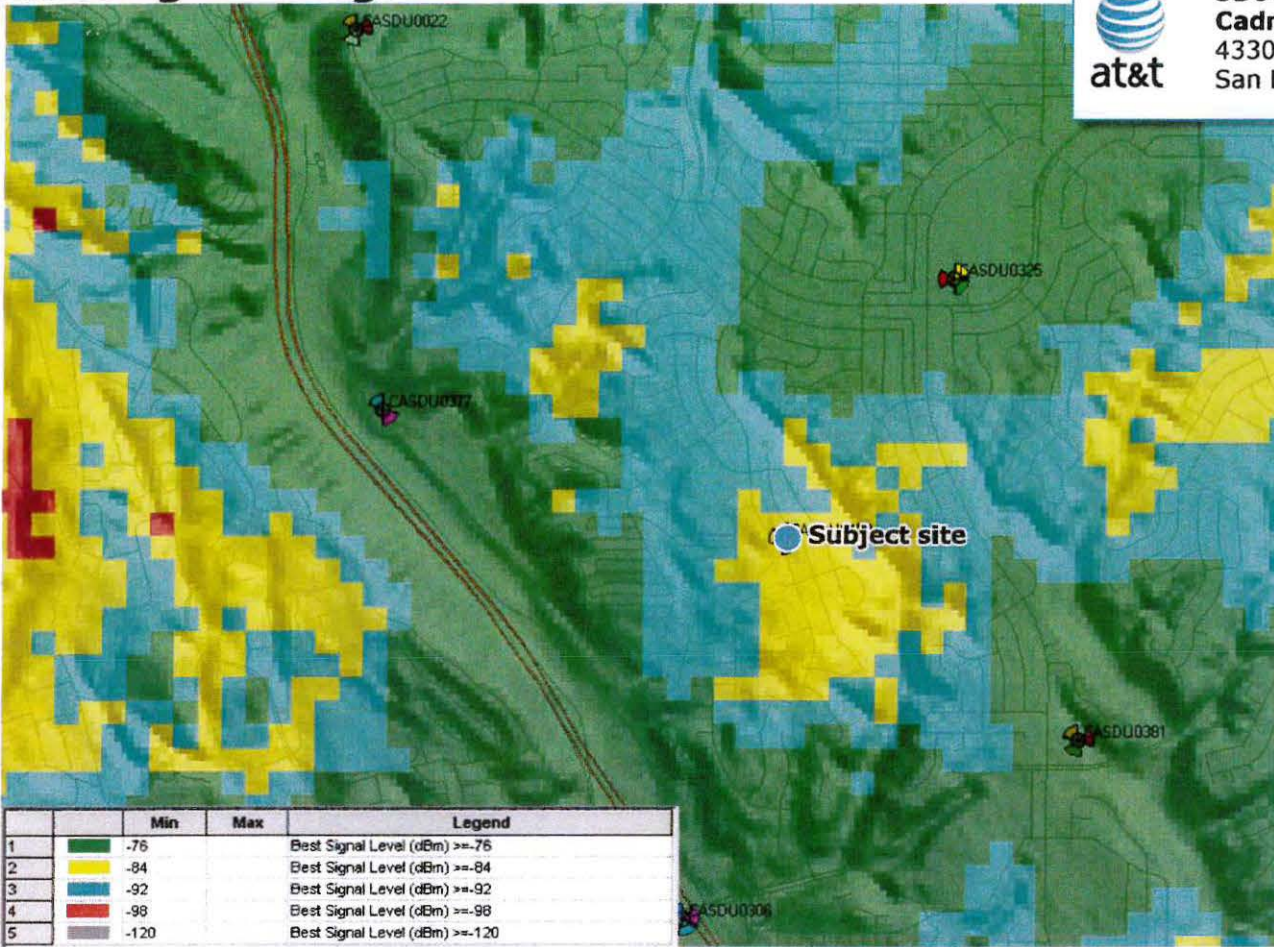 at&t
Cadm
4330
San
CASDU0022
CASDU0325
CASDU0377
Subject site
CASDU0381
CASDU0306
Min Max Legend
1 -76 Best Signal Level (dBm) >=-76
2 -84 Best Signal Level (dBm) >=-84
3 -92 Best Signal Level (dBm) >=-92
4 -98 Best Signal Level (dBm) >=-98
5 -120 Best Signal Level (dBm) >=-120